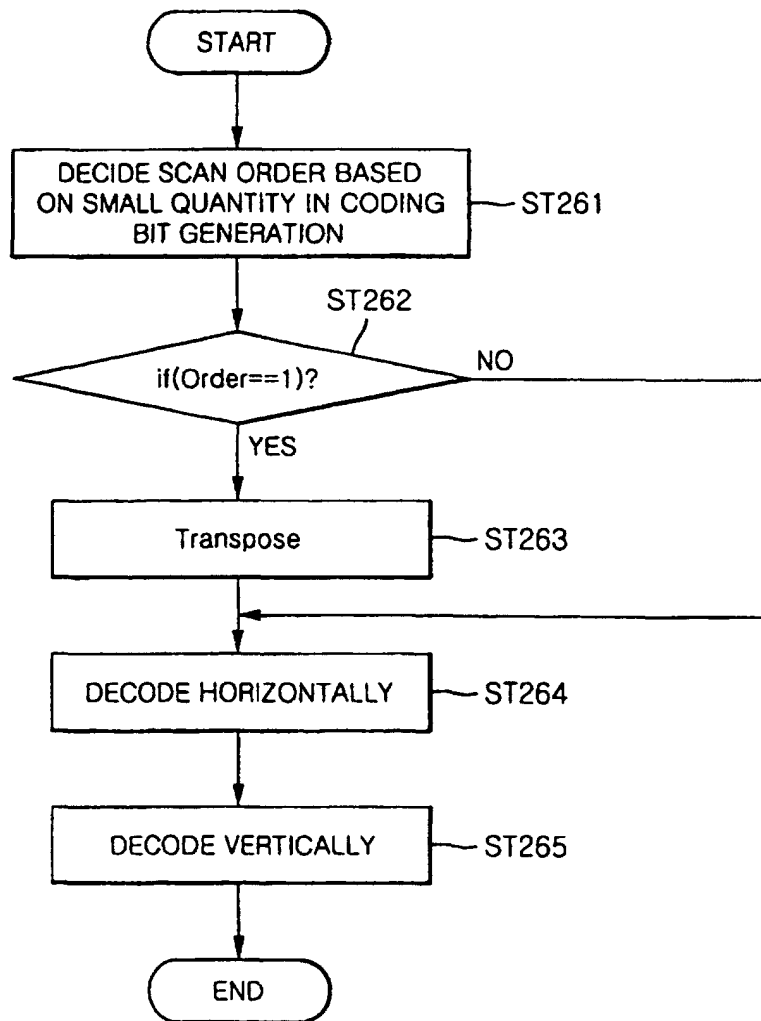 START
DECIDE SCAN ORDER BASED
ON SMALL QUANTITY IN CODING
BIT GENERATION
ST261
ST262
if(Order==1)?
NO
YES
Transpose
ST263
DECODE HORIZONTALLY
ST264
DECODE VERTICALLY
ST265
END